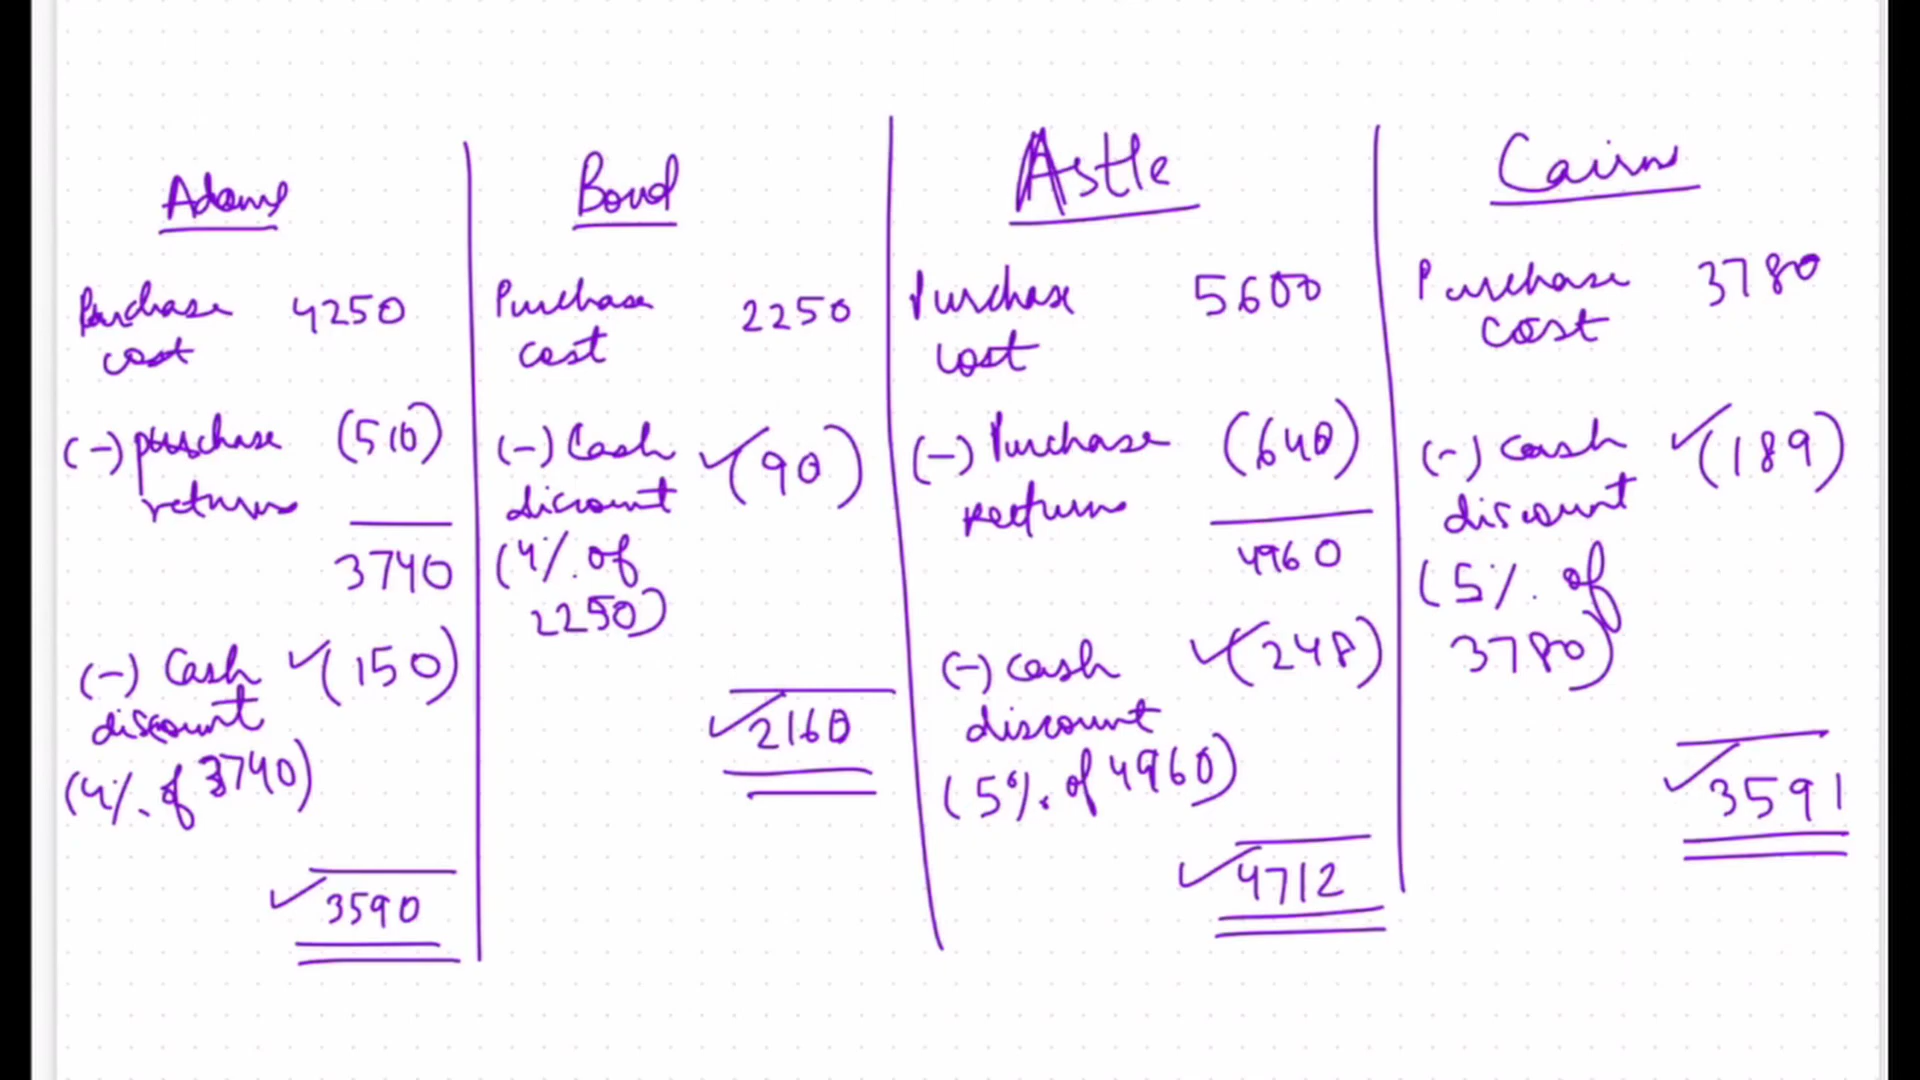 Adams
Purchase 4250
cost
(-) purchase (510)
returns
3740
(-) Cash (150)
discount
(4% of 3740)
3590
Bond
Purchase 2250
cost
(-) Cash (90)
discount
(4% of
2250)
2160
Astle
Purchase 5600
cost
(-) Purchase (640)
return
4960
(-) cash (248)
discount
(5% of 4960)
4712
Cairns
Purchase 3780
cost
(-) cash (189)
discount
(5% of
3780)
3591